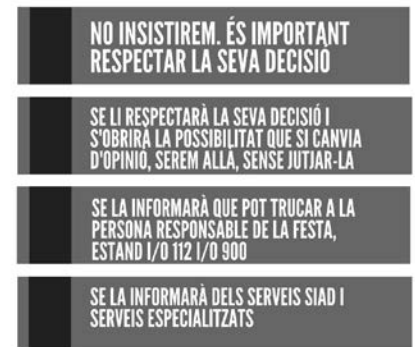 NO INSISTIREM. ÉS IMPORTANT
RESPECTAR LA SEVA DECISIÓ
SE LI RESPECTARÀ LA SEVA DECISIÓ I
S'OBRIRÀ LA POSSIBILITAT QUE SI CANVIA
D'OPINIÓ, SEREM ALLÀ, SENSE JUTJAR-LA
SE LA INFORMARÀ QUE POT TRUCAR A LA
PERSONA RESPONSABLE DE LA FESTA,
ESTAND I/O 112 I/O 900
SE LA INFORMARÀ DELS SERVEIS SIAD I
SERVEIS ESPECIALITZATS